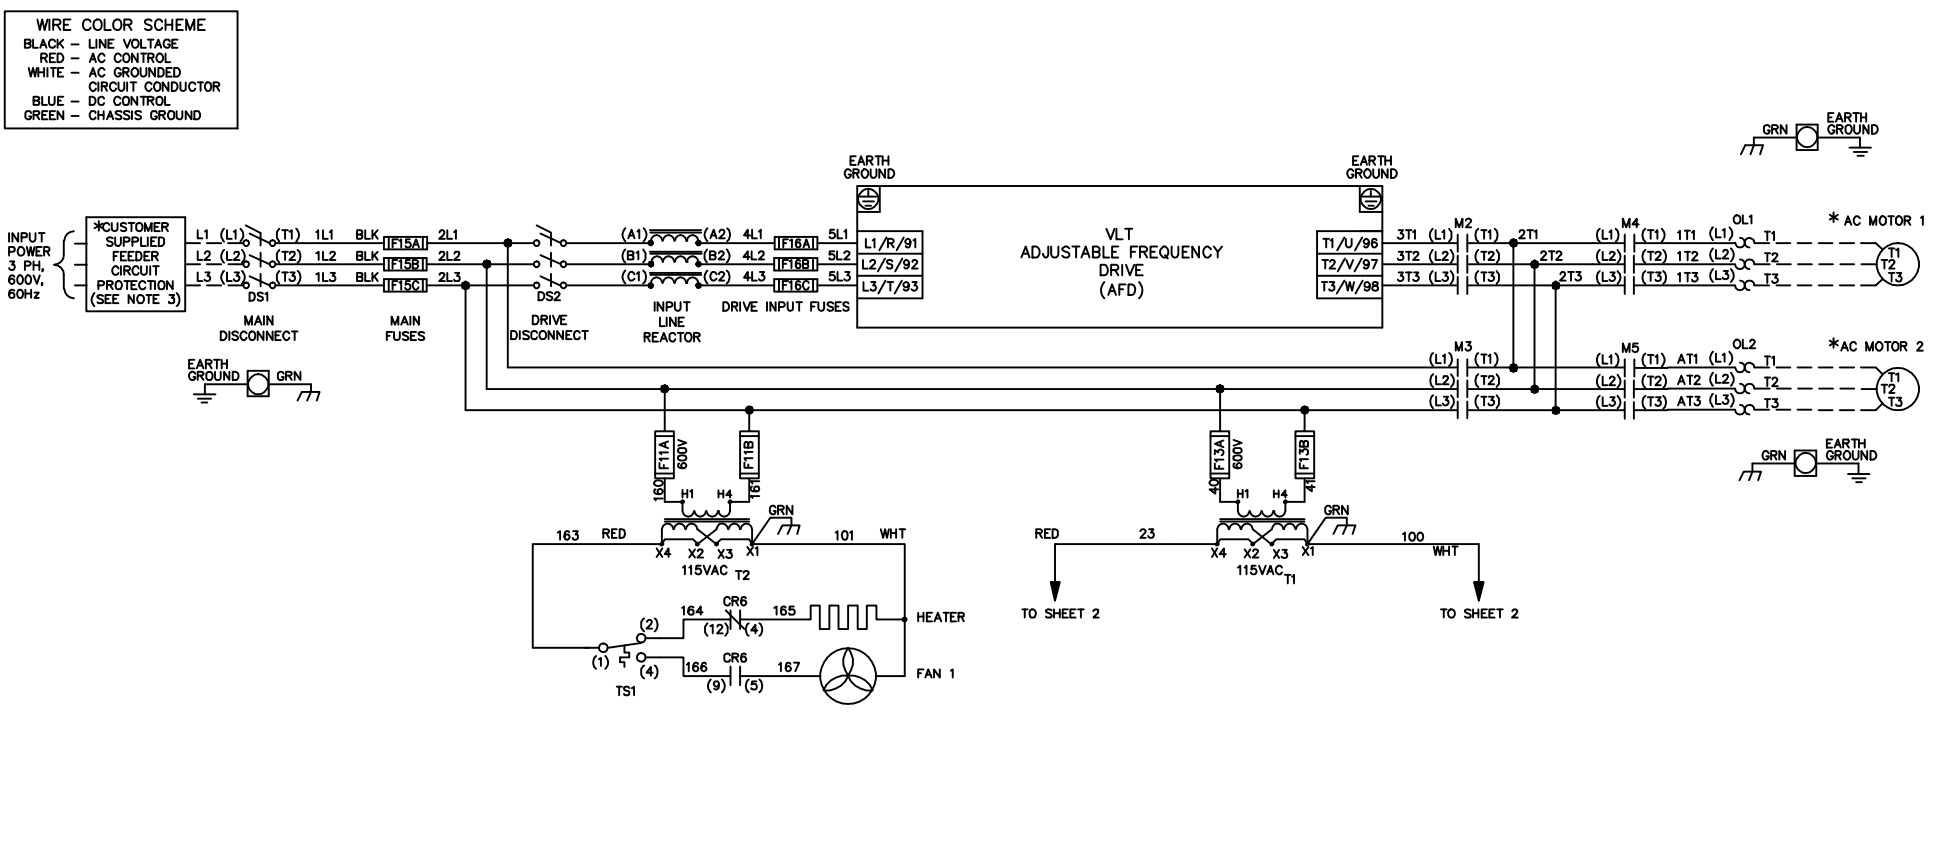 WIRE COLOR SCHEME
BLACK – LINE VOLTAGE
RED – AC CONTROL
WHITE – AC GROUNDED
CIRCUIT CONDUCTOR
BLUE – DC CONTROL
GREEN – CHASSIS GROUND
GRN
EARTH
GROUND
EARTH
GROUND
EARTH
GROUND
INPUT
POWER
3 PH,
600V,
60Hz
*CUSTOMER
SUPPLIED
FEEDER
CIRCUIT
PROTECTION
(SEE NOTE 3)
L1 (L1) (T1) 1L1 BLK F15A 2L1 (A1) (A2) 4L1 F16A 5L1 L1/R/91
L2 (L2) (T2) 1L2 BLK F15B 2L2 (B1) (B2) 4L2 F16B 5L2 L2/S/92
L3 (L3) (T3) 1L3 BLK F15C 2L3 (C1) (C2) 4L3 F16C 5L3 L3/T/93
DS1
MAIN
DISCONNECT
MAIN
FUSES
DS2
DRIVE
DISCONNECT
INPUT
LINE
REACTOR
DRIVE INPUT FUSES
VLT
ADJUSTABLE FREQUENCY
DRIVE
(AFD)
M2 M4 OL1 * AC MOTOR 1
T1/U/96 3T1 (L1) (T1) 2T1 (L1) (T1) 1T1 (L1) T1 T1
T2/V/97 3T2 (L2) (T2) 2T2 (L2) (T2) 1T2 (L2) T2 T2
T3/W/98 3T3 (L3) (T3) 2T3 (L3) (T3) 1T3 (L3) T3 T3
EARTH
GROUND
GRN
M3 M5 OL2 *AC MOTOR 2
(L1) (T1) (L1) (T1) AT1 (L1) T1 T1
(L2) (T2) (L2) (T2) AT2 (L2) T2 T2
(L3) (T3) (L3) (T3) AT3 (L3) T3 T3
GRN
EARTH
GROUND
F11A
600V
F11B
160
161
H1 H4
GRN
163 RED
X4 X2 X3 X1
101 WHT
115VAC T2
164 CR6 165
(12) (4)
HEATER
(2)
(1)
(4)
TS1
166 CR6 167
(9) (5)
FAN 1
F13A
600V
F13B
40
41
H1 H4
GRN
RED 23
X4 X2 X3 X1
100
WHT
115VAC T1
TO SHEET 2
TO SHEET 2